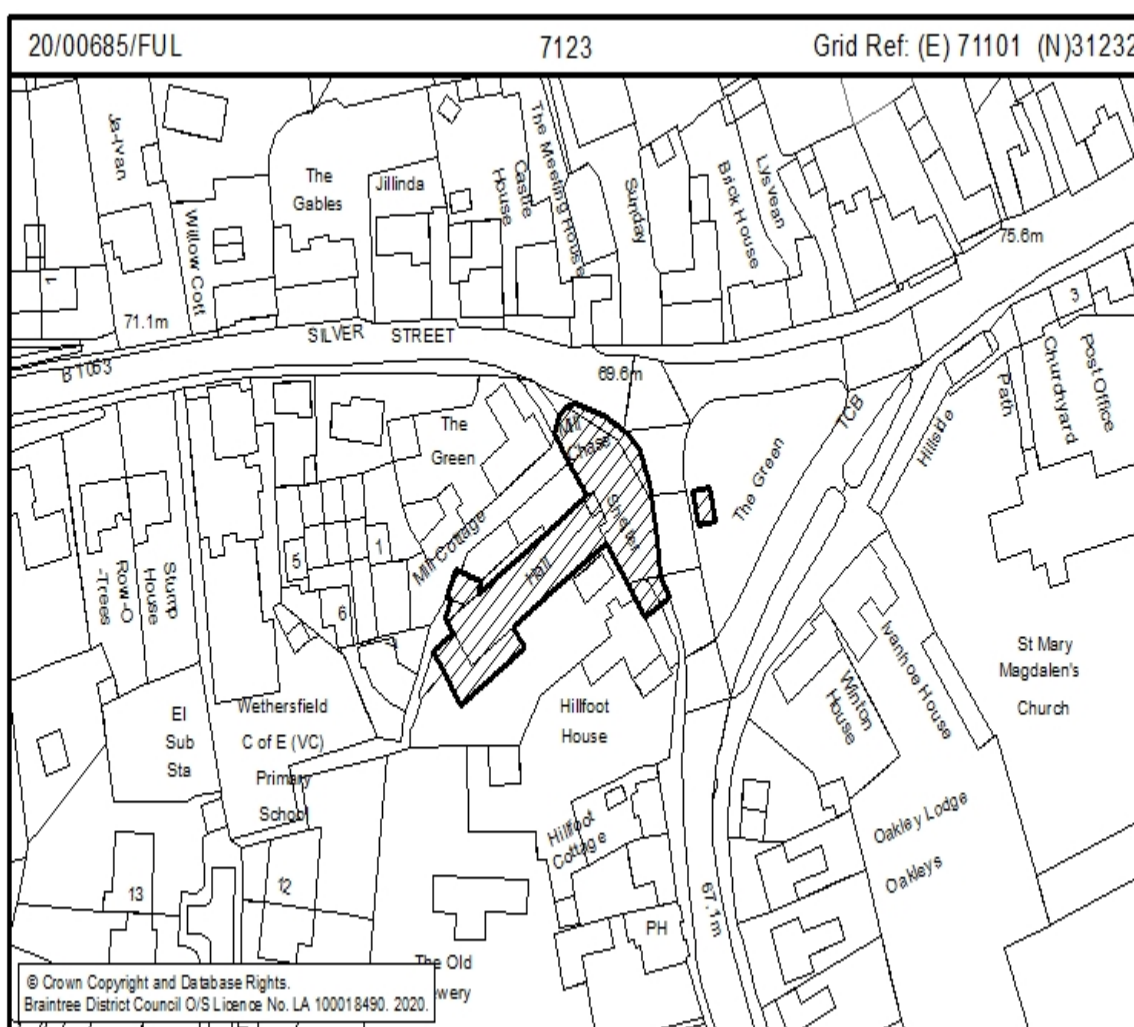 20/00685/FUL
7123
Grid Ref: (E) 71101 (N)31232
Ja-Ivan
Willow Cott
The
Gables
Jillinda
Castle
House
The Meeting House
Sunday
Brick House
Lysvean
75.6m
1
71.1m
SILVER STREET
B 1063
69.6m
3
Post Office
Churchyard
Path
Hillside
TCB
The Green
Mill
Chase
Shelter
Hall
The
Green
Mill Cottage
1
5
6
Stump
House
Row-O
-Trees
El
Sub
Sta
Wethersfield
C of E (VC)
Primary
School
Hillfoot
House
Ivanhoe House
Winton
House
St Mary
Magdalen's
Church
Hillfoot
Cottage
Oakley Lodge
Oakleys
13
12
PH
67.1m
The Old
ewery
© Crown Copyright and Database Rights.
Braintree District Council O/S Licence No. LA 100018490. 2020.